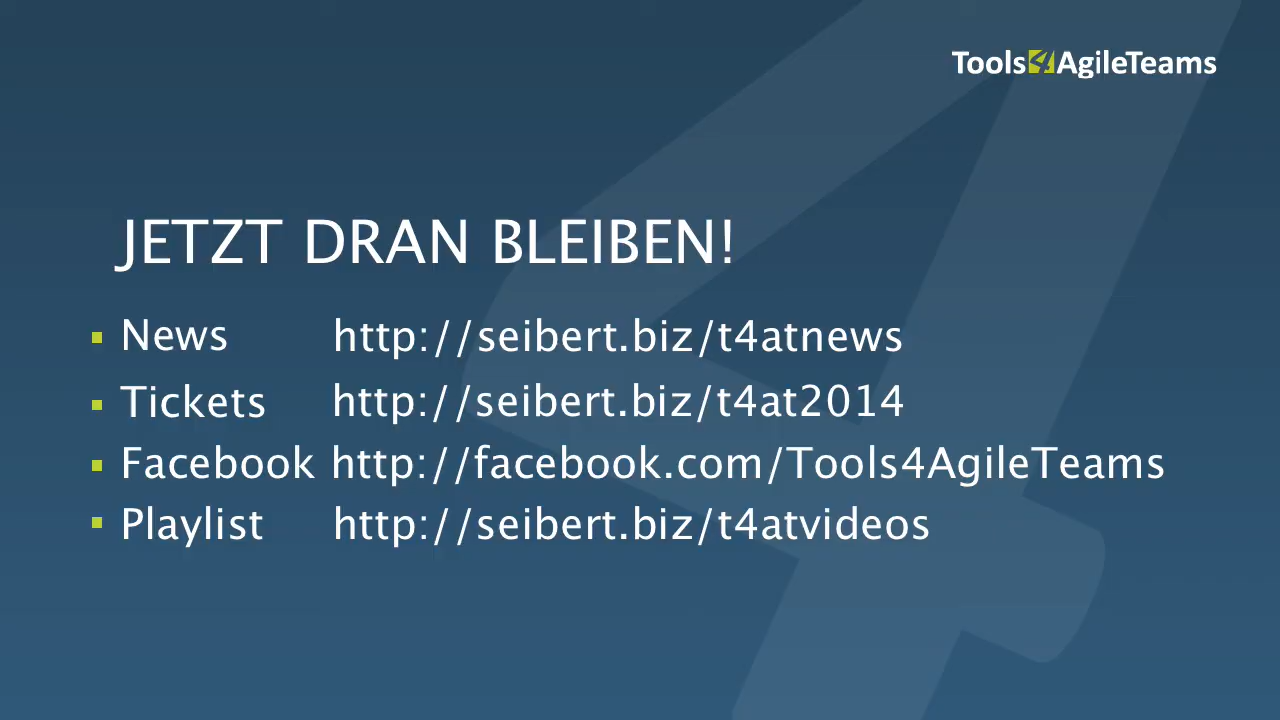 Tools4AgileTeams
JETZT DRAN BLEIBEN!
News http://seibert.biz/t4atnews
Tickets http://seibert.biz/t4at2014
Facebook http://facebook.com/Tools4AgileTeams
Playlist http://seibert.biz/t4atvideos